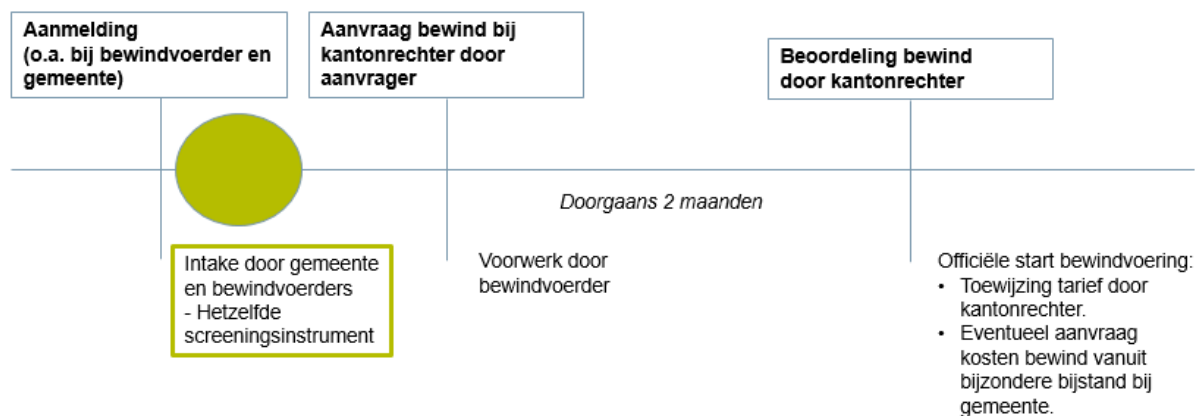 Aanmelding
(o.a. bij bewindvoerder en
gemeente)
Aanvraag bewind bij
kantonrechter door
aanvrager
Beoordeling bewind
door kantonrechter
Doorgaans 2 maanden
Intake door gemeente
en bewindvoerders
- Hetzelfde
screeningsinstrument
Voorwerk door
bewindvoerder
Officiële start bewindvoering:
• Toewijzing tarief door
kantonrechter.
• Eventueel aanvraag
kosten bewind vanuit
bijzondere bijstand bij
gemeente.